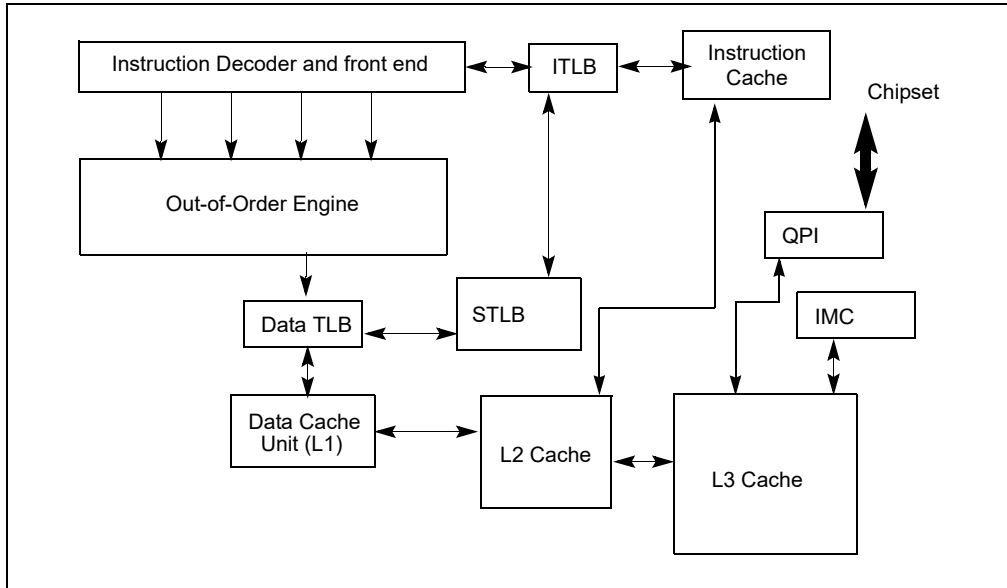 Instruction Decoder and front end
ITLB
Instruction
Cache
Chipset
Out-of-Order Engine
QPI
Data TLB
STLB
IMC
Data Cache
Unit (L1)
L2 Cache
L3 Cache